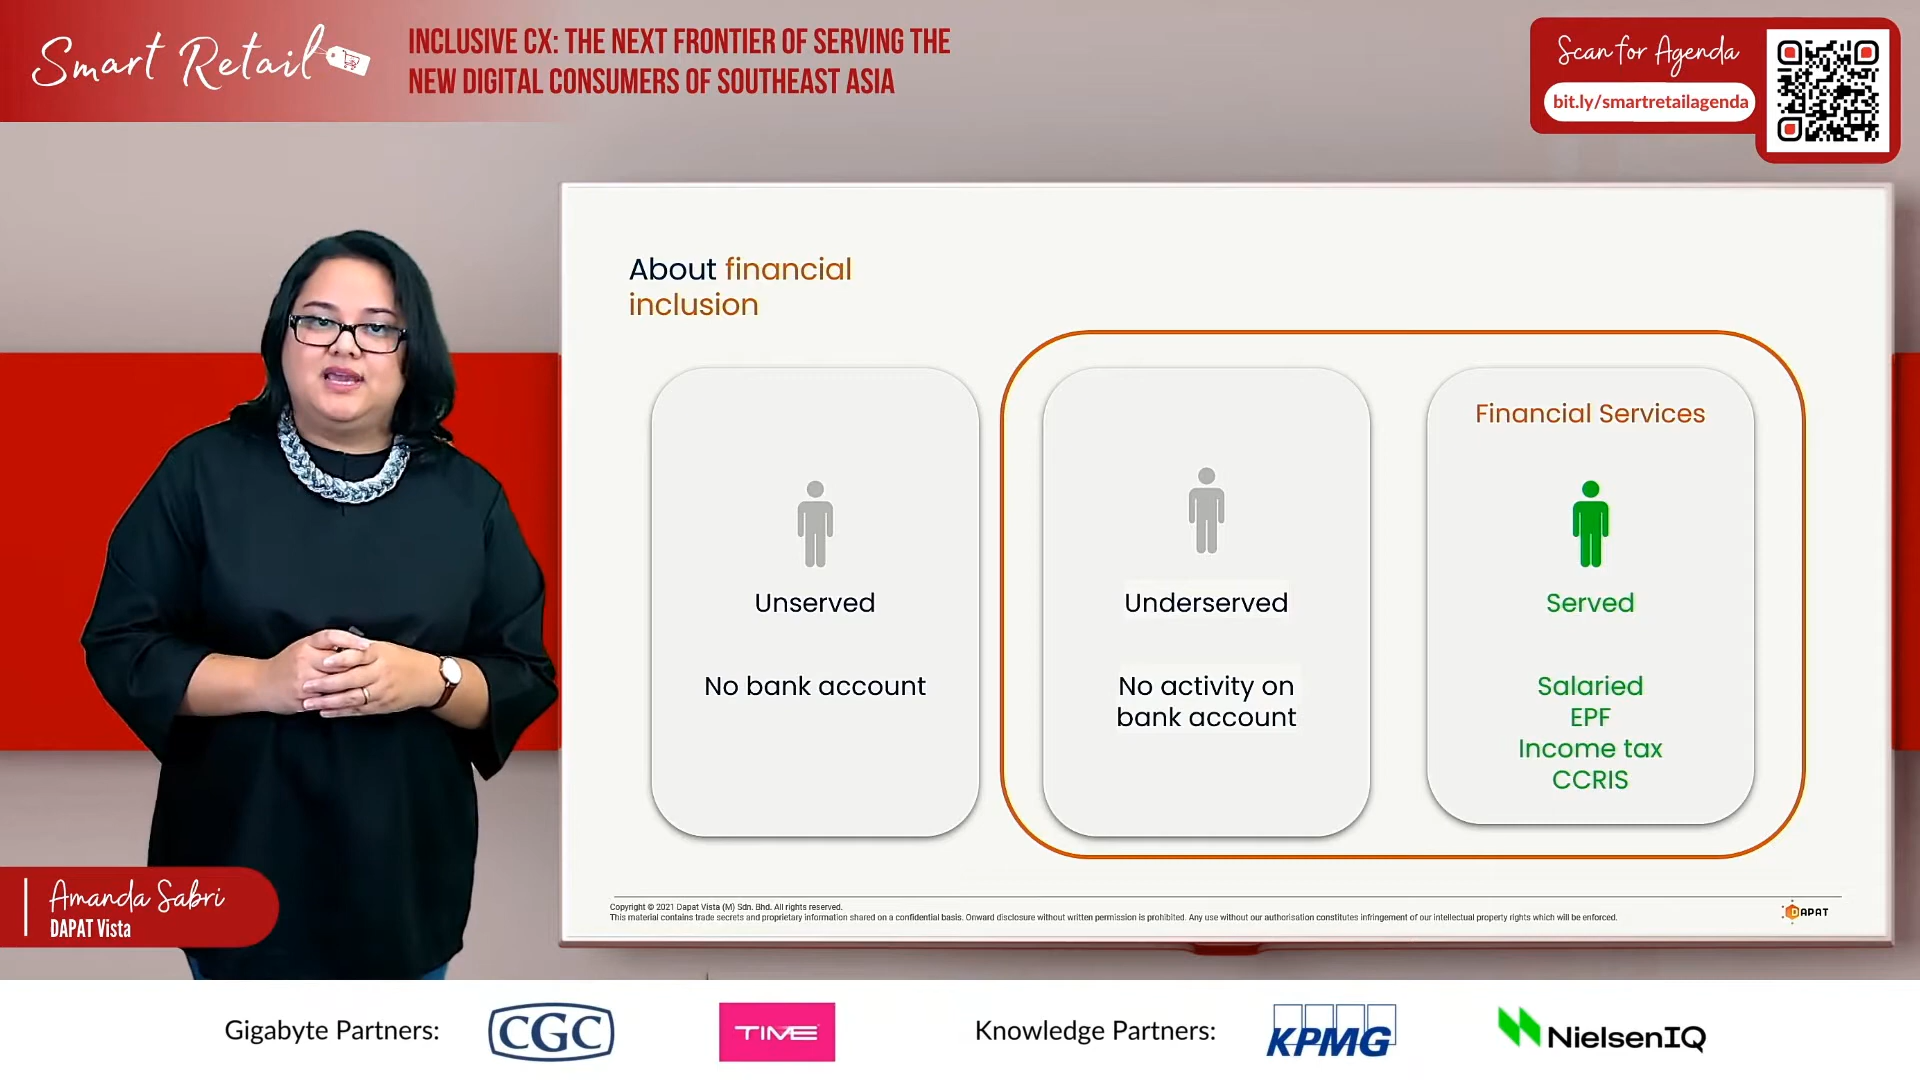 Smart Retail
INCLUSIVE CX: THE NEXT FRONTIER OF SERVING THE
NEW DIGITAL CONSUMERS OF SOUTHEAST ASIA
Scan for Agenda
bit.ly/smartretailagenda
About financial
inclusion
Unserved
No bank account
Underserved
No activity on
bank account
Financial Services
Served
Salaried
EPF
Income tax
CCRIS
Copyright © 2021 Dapat Vista (M) Sdn. Bhd. All rights reserved.
This material contains trade secrets and proprietary information shared on a confidential basis. Onward disclosure without written permission is prohibited. Any use without our authorisation constitutes infringement of our intellectual property rights which will be enforced.
DAPAT
Amanda Sabri
DAPAT Vista
Gigabyte Partners:
CGC
TIME
Knowledge Partners:
KPMG
NielsenIQ